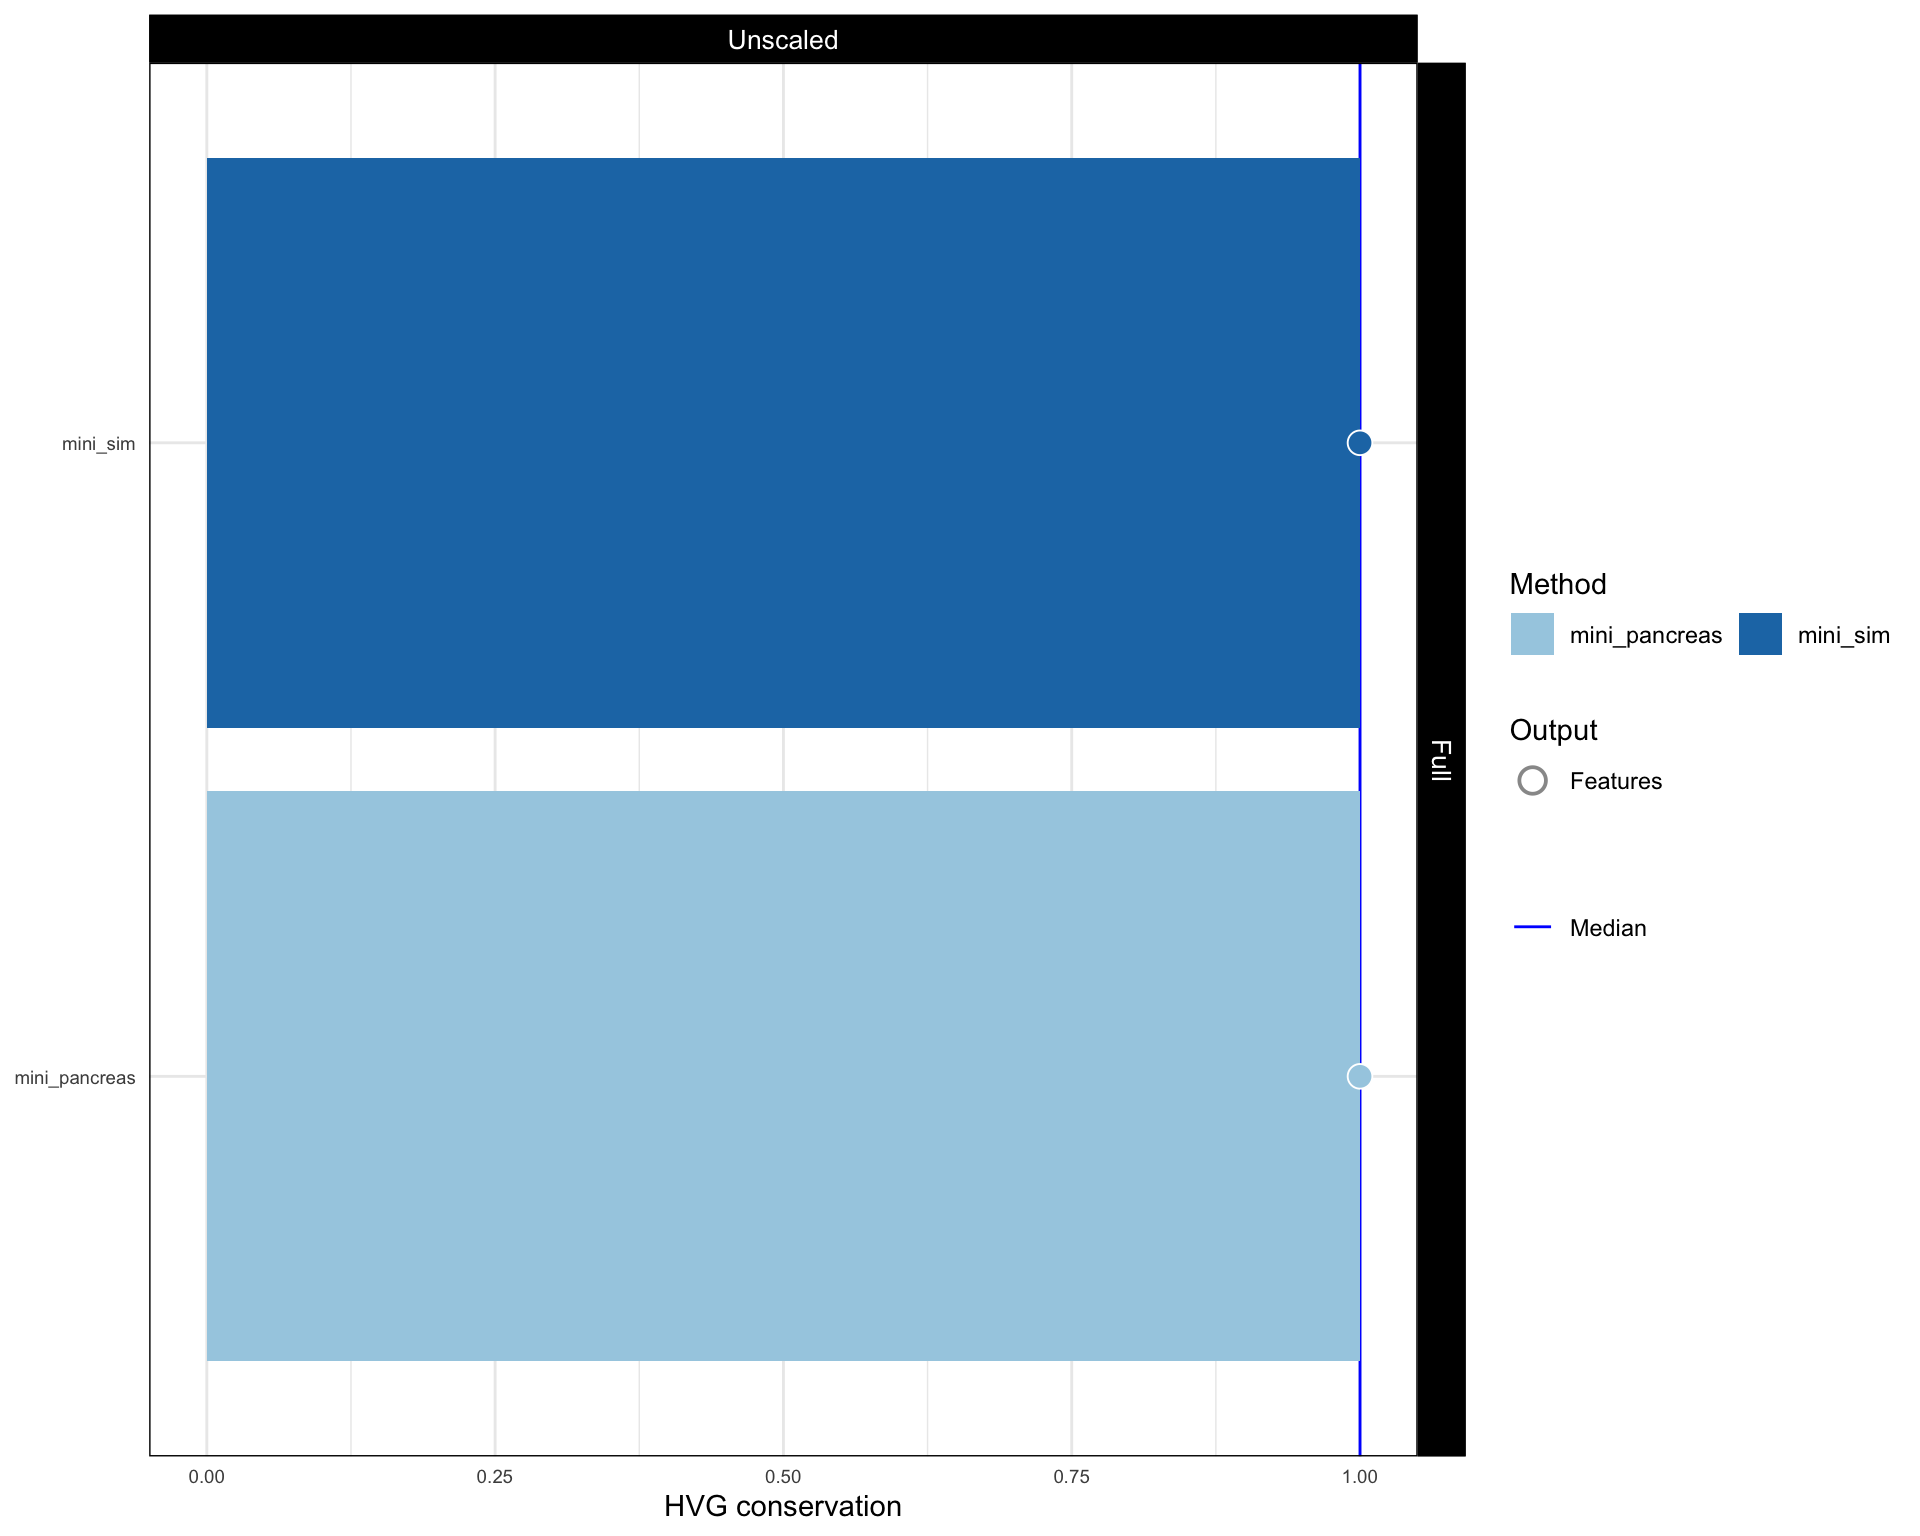 Unscaled
mini_sim
mini_pancreas
Full
0.00 0.25 0.50 0.75 1.00
HVG conservation
Method
mini_pancreas mini_sim
Output
Features
Median